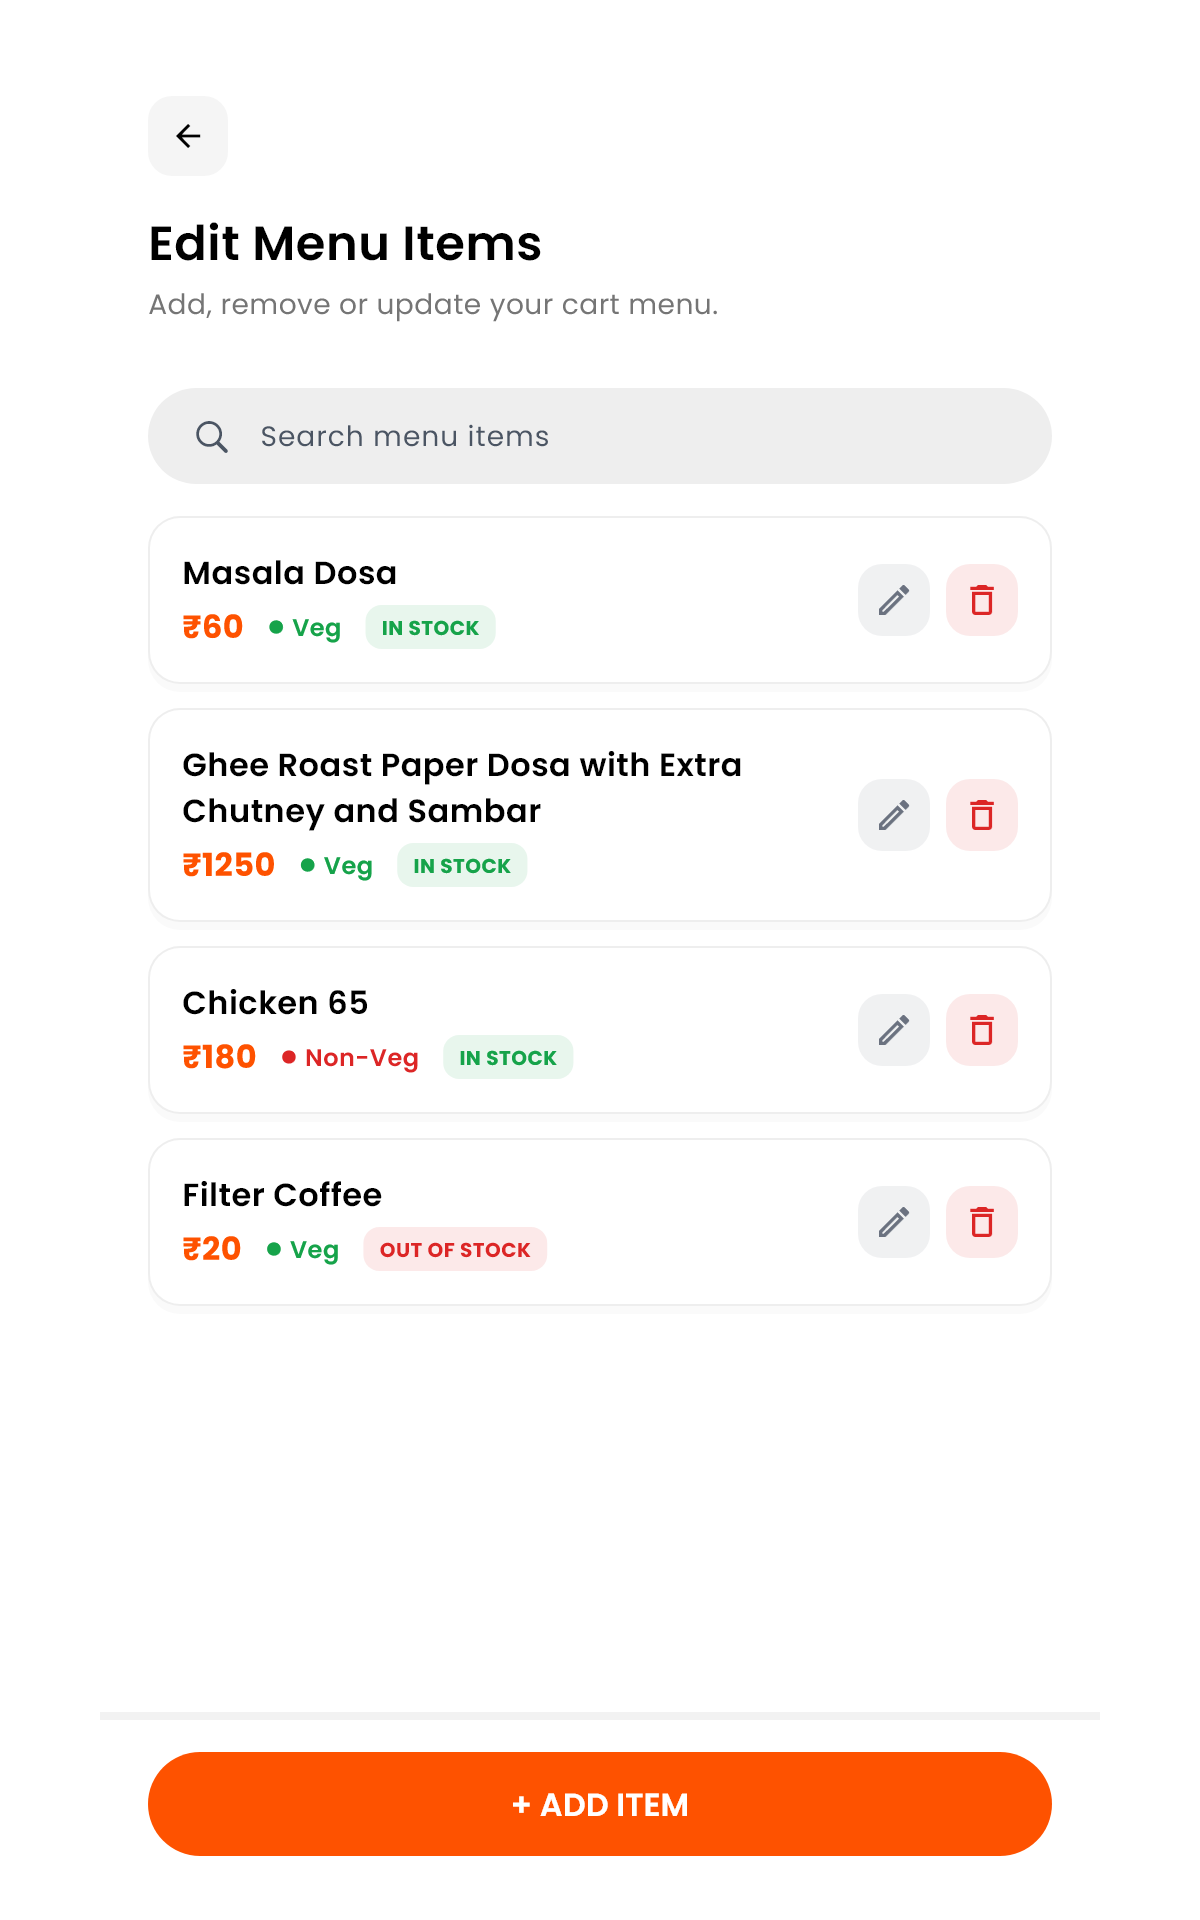 Edit Menu Items
Add, remove or update your cart menu.
Search menu items
Masala Dosa
₹60 Veg IN STOCK
Ghee Roast Paper Dosa with Extra
Chutney and Sambar
₹1250 Veg IN STOCK
Chicken 65
₹180 Non-Veg IN STOCK
Filter Coffee
₹20 Veg OUT OF STOCK
+ ADD ITEM